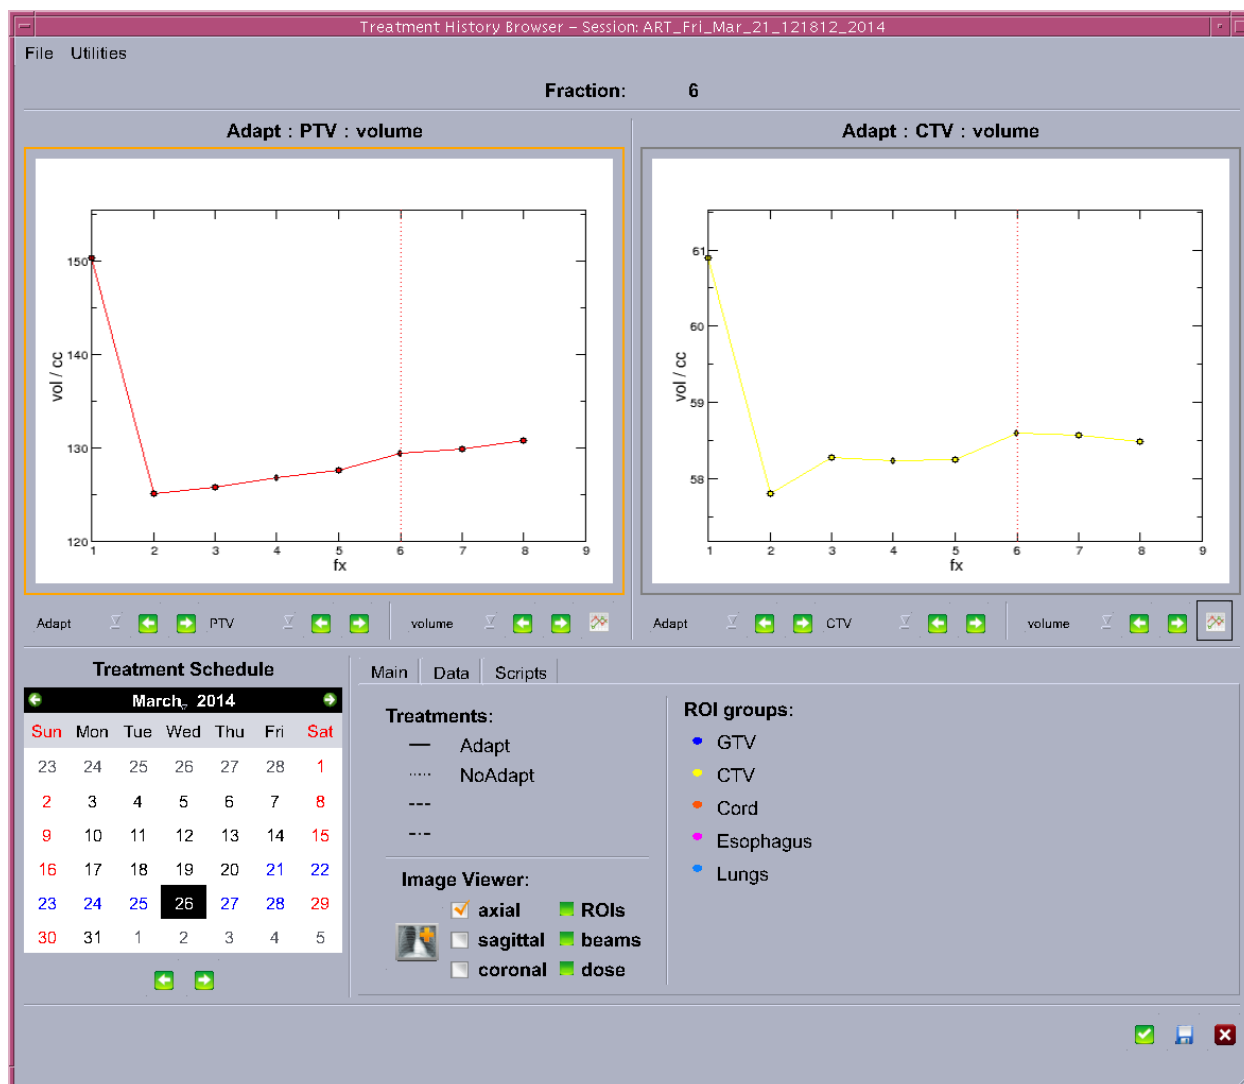 Treatment History Browser – Session: ART_Fri_Mar_21_121812_2014
File Utilities
Fraction: 6
Adapt : PTV : volume
150
140
130
120
vol / cc
1 2 3 4 5 6 7 8 9
fx
Adapt PTV volume
Adapt : CTV : volume
61
60
59
58
vol / cc
1 2 3 4 5 6 7 8 9
fx
Adapt CTV volume
Treatment Schedule
March, 2014
Sun Mon Tue Wed Thu Fri Sat
23 24 25 26 27 28 1
2 3 4 5 6 7 8
9 10 11 12 13 14 15
16 17 18 19 20 21 22
23 24 25 26 27 28 29
30 31 1 2 3 4 5
Main Data Scripts
Treatments:
Adapt
NoAdapt
Image Viewer:
axial ROIs
sagittal beams
coronal dose
ROI groups:
GTV
CTV
Cord
Esophagus
Lungs